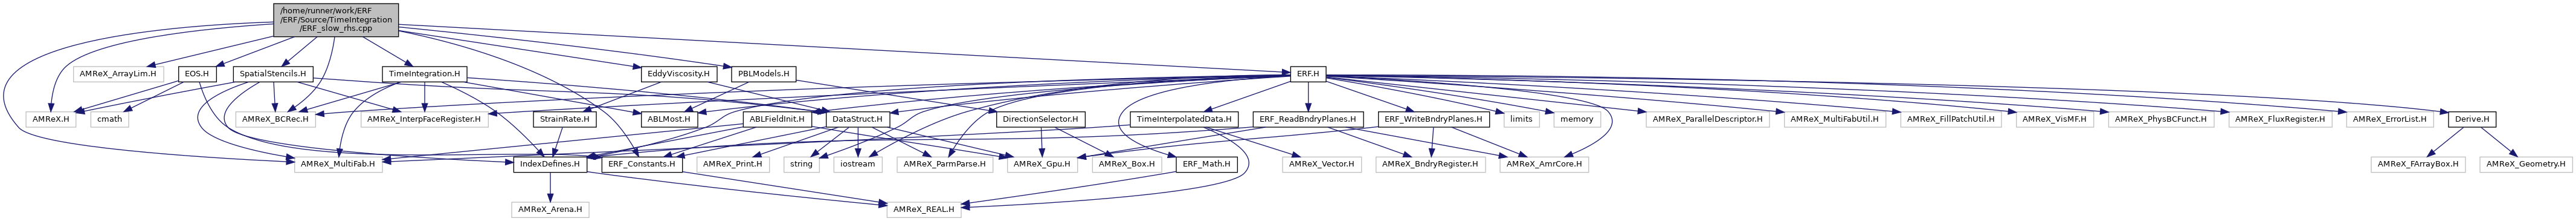 /home/runner/work/ERF
/ERF/Source/TimeIntegration
/ERF_slow_rhs.cpp
AMReX_ArrayLim.H
EOS.H
SpatialStencils.H
TimeIntegration.H
EddyViscosity.H
PBLModels.H
ERF.H
AMReX.H
cmath
AMReX_BCRec.H
AMReX_InterpFaceRegister.H
StrainRate.H
ABLMost.H
ABLFieldInit.H
DataStruct.H
DirectionSelector.H
TimeInterpolatedData.H
ERF_ReadBndryPlanes.H
ERF_WriteBndryPlanes.H
limits
memory
AMReX_ParallelDescriptor.H
AMReX_MultiFabUtil.H
AMReX_FillPatchUtil.H
AMReX_VisMF.H
AMReX_PhysBCFunct.H
AMReX_FluxRegister.H
AMReX_ErrorList.H
Derive.H
AMReX_MultiFab.H
IndexDefines.H
ERF_Constants.H
AMReX_Print.H
string
iostream
AMReX_ParmParse.H
AMReX_Gpu.H
AMReX_Box.H
ERF_Math.H
AMReX_Vector.H
AMReX_BndryRegister.H
AMReX_AmrCore.H
AMReX_FArrayBox.H
AMReX_Geometry.H
AMReX_Arena.H
AMReX_REAL.H